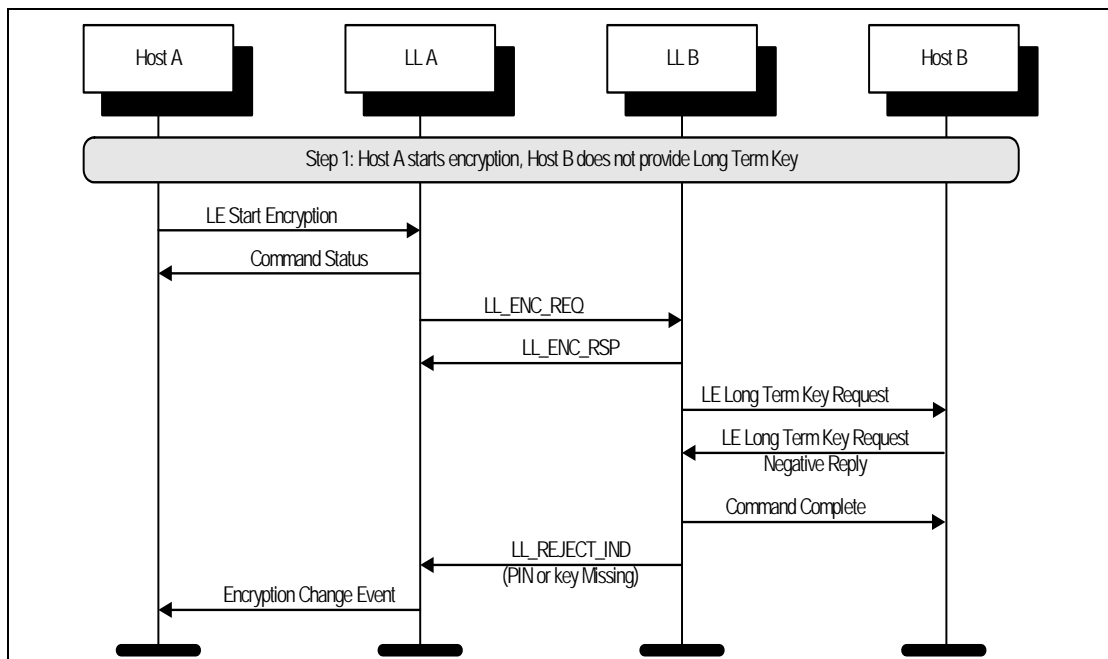 Host A
LL A
LL B
Host B
Step 1: Host A starts encryption, Host B does not provide Long Term Key
LE Start Encryption
Command Status
LL_ENC_REQ
LL_ENC_RSP
LE Long Term Key Request
LE Long Term Key Request
Negative Reply
Command Complete
LL_REJECT_IND
(PIN or key Missing)
Encryption Change Event